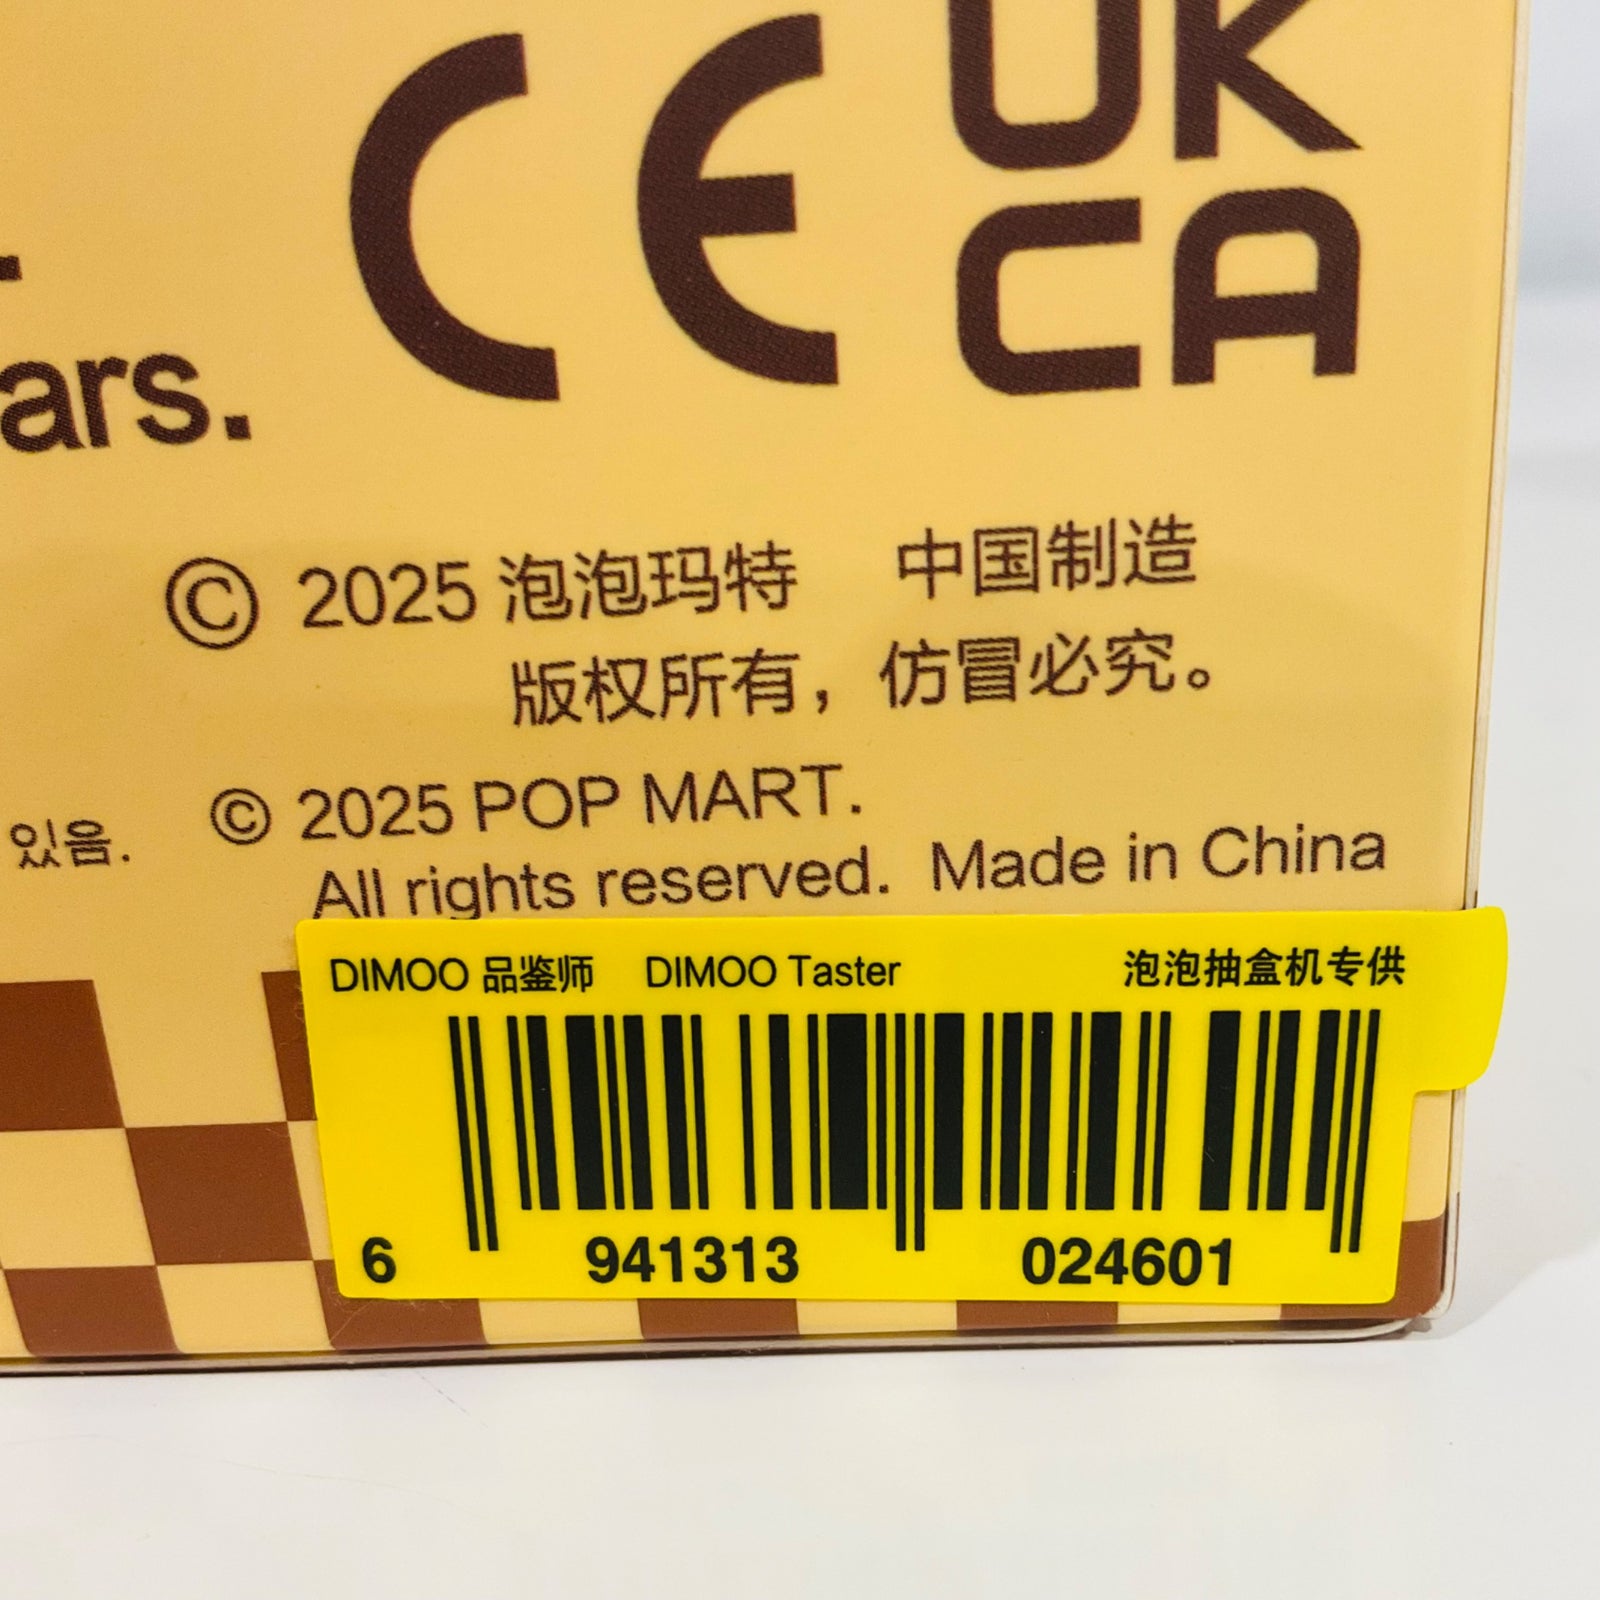 CE
UK
CA
ars.
© 2025 泡泡玛特 中国制造
版权所有，仿冒必究。
있음.
© 2025 POP MART.
All rights reserved. Made in China
DIMOO 品鉴师 DIMOO Taster 泡泡抽盒机专供
6 941313 024601